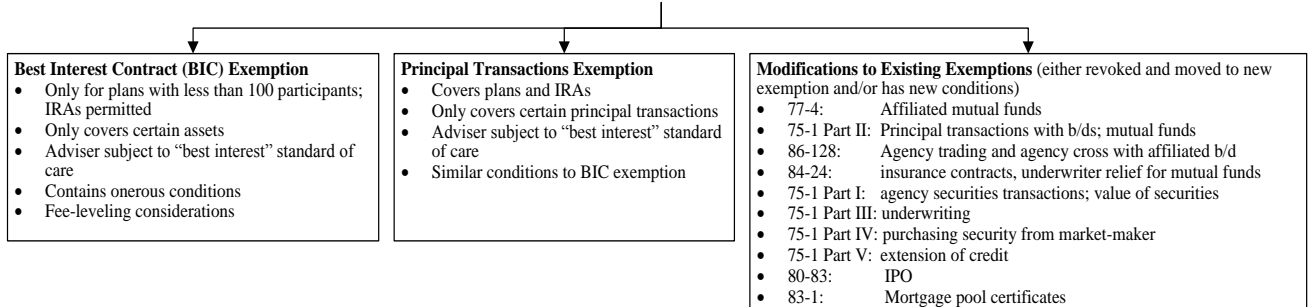 Best Interest Contract (BIC) Exemption
• Only for plans with less than 100 participants;
IRAs permitted
• Only covers certain assets
• Adviser subject to “best interest” standard of
care
• Contains onerous conditions
• Fee-leveling considerations
Principal Transactions Exemption
• Covers plans and IRAs
• Only covers certain principal transactions
• Adviser subject to “best interest” standard
of care
• Similar conditions to BIC exemption
Modifications to Existing Exemptions (either revoked and moved to new
exemption and/or has new conditions)
• 77-4: Affiliated mutual funds
• 75-1 Part II: Principal transactions with b/ds; mutual funds
• 86-128: Agency trading and agency cross with affiliated b/d
• 84-24: insurance contracts, underwriter relief for mutual funds
• 75-1 Part I: agency securities transactions; value of securities
• 75-1 Part III: underwriting
• 75-1 Part IV: purchasing security from market-maker
• 75-1 Part V: extension of credit
• 80-83: IPO
• 83-1: Mortgage pool certificates